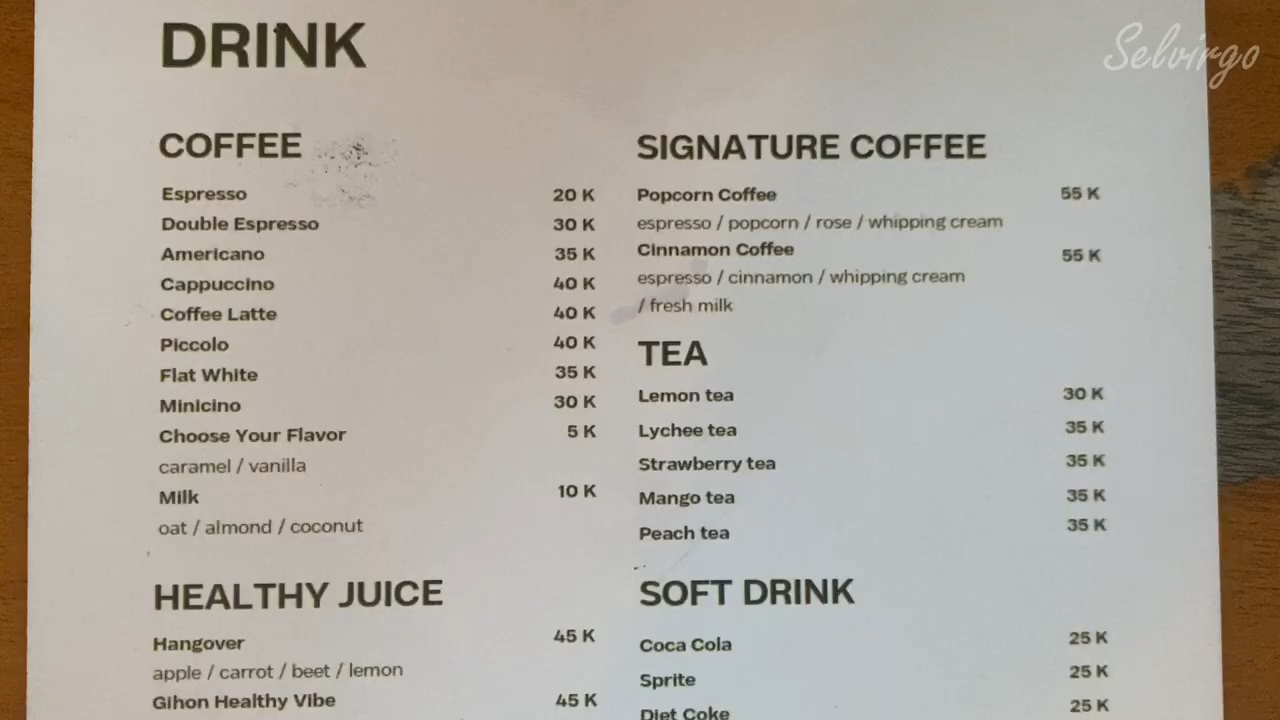 DRINK
Selvirgo
COFFEE
Espresso 20 K
Double Espresso 30 K
Americano 35 K
Cappuccino 40 K
Coffee Latte 40 K
Piccolo 40 K
Flat White 35 K
Minicino 30 K
Choose Your Flavor 5 K
caramel / vanilla
Milk 10 K
oat / almond / coconut
HEALTHY JUICE
Hangover 45 K
apple / carrot / beet / lemon
Gihon Healthy Vibe 45 K
SIGNATURE COFFEE
Popcorn Coffee 55 K
espresso / popcorn / rose / whipping cream
Cinnamon Coffee 55 K
espresso / cinnamon / whipping cream
/ fresh milk
TEA
Lemon tea 30 K
Lychee tea 35 K
Strawberry tea 35 K
Mango tea 35 K
Peach tea 35 K
SOFT DRINK
Coca Cola 25 K
Sprite 25 K
Diet Coke 25 K